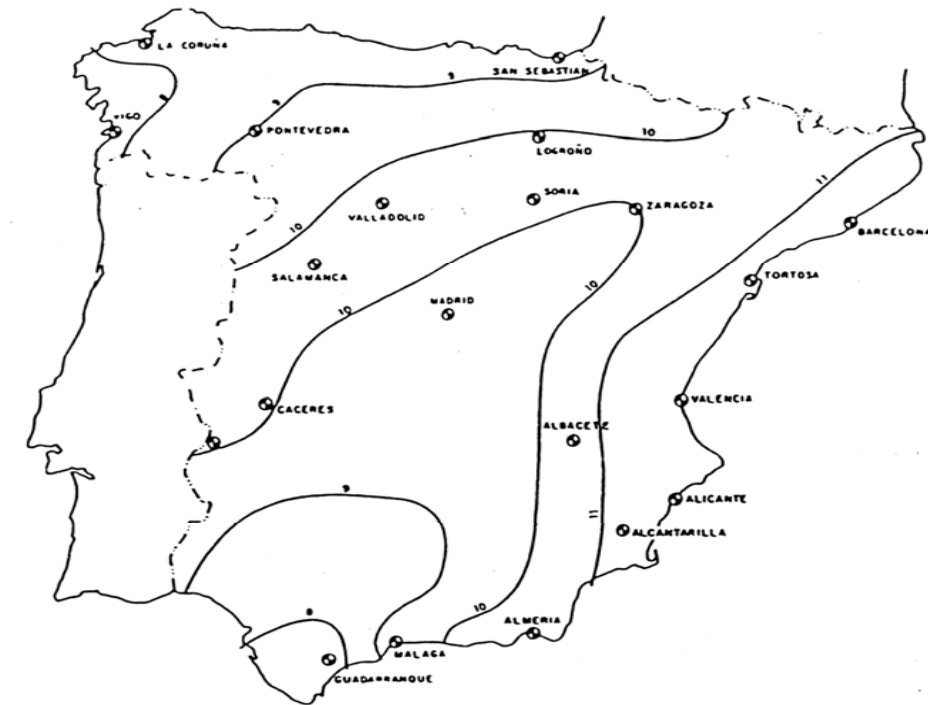 LA CORUÑA
SAN SEBASTIAN
9
8
9
VIGO
PONTEVEDRA
10
LOGROÑO
11
SORIA
VALLADOLID
ZARAGOZA
10
BARCELONA
SALAMANCA
TORTOSA
10
MADRID
10
CACERES
VALENCIA
ALBACETE
9
ALICANTE
11
ALCANTARILLA
10
8
ALMERIA
MALAGA
GUADARRANQUE